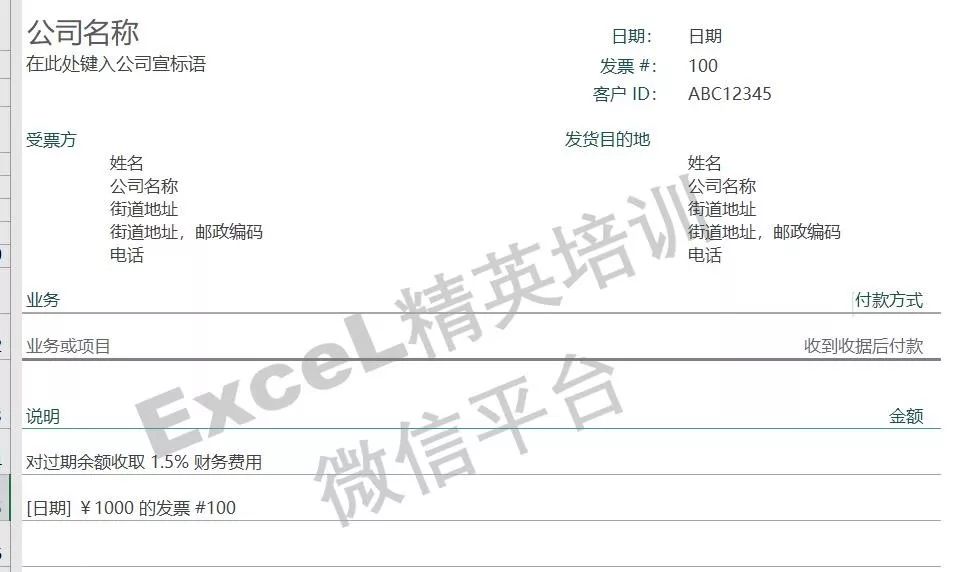 公司名称
在此处键入公司宣标语
日期: 日期
发票 #: 100
客户 ID: ABC12345
受票方 发货目的地
姓名 姓名
公司名称 公司名称
街道地址 街道地址
街道地址，邮政编码 街道地址，邮政编码
电话 电话
业务 付款方式
业务或项目 收到收据后付款
说明 金额
对过期余额收取 1.5% 财务费用
[日期] ￥1000 的发票 #100
ExceL精英培训
微信平台